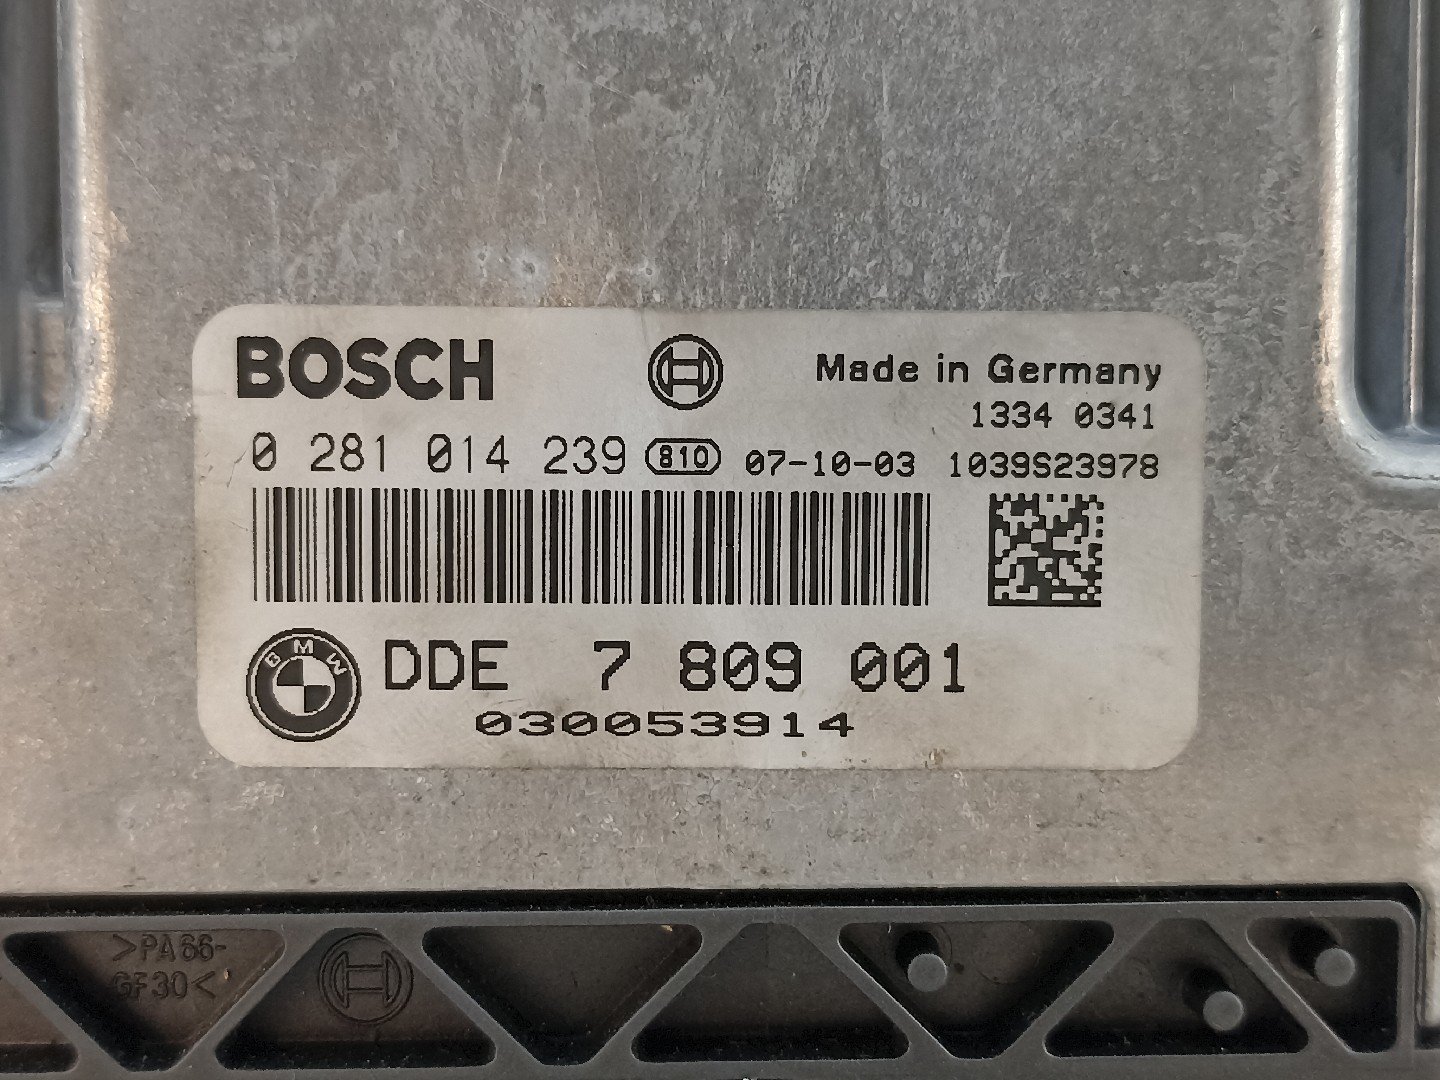 BOSCH
Made in Germany
1334 0341
0 281 014 239 810 07-10-03 1039S23978
BMW DDE 7 809 001
030053914
>PA66-
GF30<